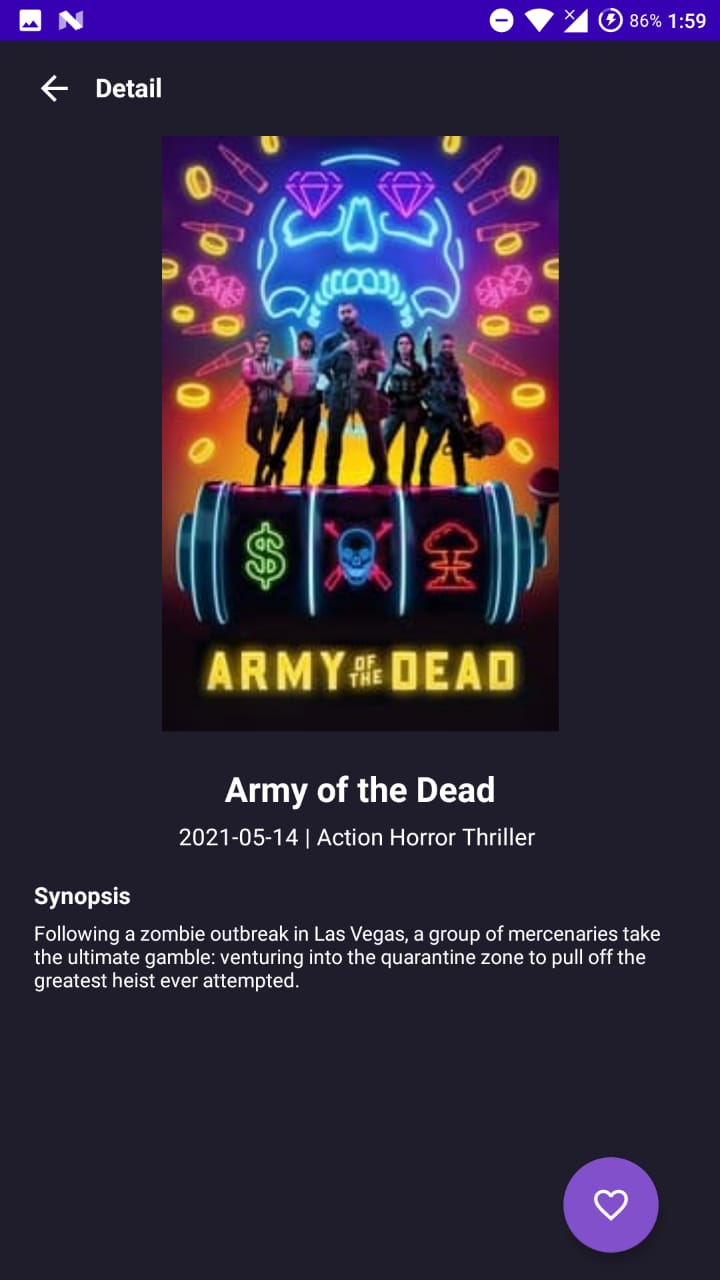 86% 1:59
Detail
ARMY OF THE DEAD
Army of the Dead
2021-05-14 | Action Horror Thriller
Synopsis
Following a zombie outbreak in Las Vegas, a group of mercenaries take
the ultimate gamble: venturing into the quarantine zone to pull off the
greatest heist ever attempted.